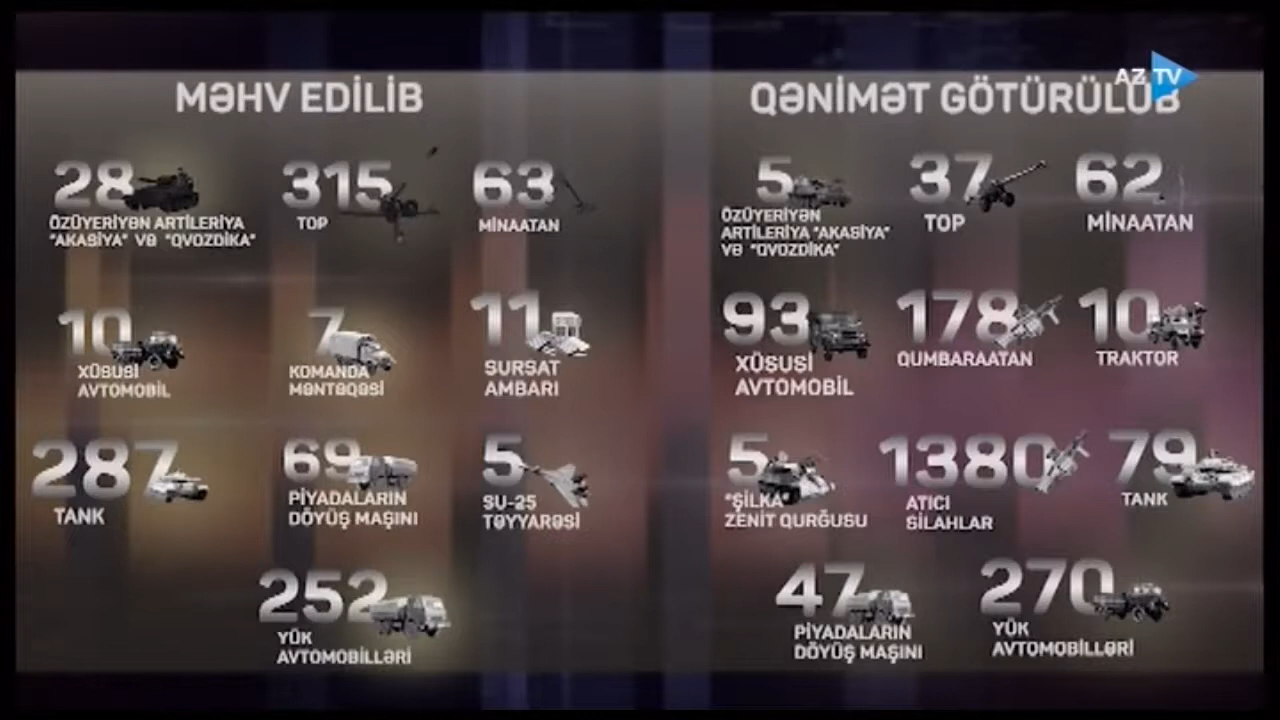 AZ TV
MƏHV EDİLİB
28
ÖZÜYERİYƏN ARTİLERİYA
"AKASİYA" VƏ "QVOZDİKA"
315
TOP
63
MİNAATAN
10
XÜSUSİ
AVTOMOBİL
7
KOMANDA
MƏNTƏQƏSİ
11
SURSAT
AMBARI
287
TANK
69
PİYADALARIN
DÖYÜŞ MAŞINI
5
SU-25
TƏYYARƏSİ
252
YÜK
AVTOMOBİLLƏRİ
QƏNİMƏT GÖTÜRÜLÜB
5
ÖZÜYERİYƏN
ARTİLERİYA "AKASİYA"
VƏ "QVOZDİKA"
37
TOP
62
MİNAATAN
93
XÜSUSİ
AVTOMOBİL
178
QUMBARAATAN
10
TRAKTOR
5
"ŞİLKA"
ZENİT QURĞUSU
1380
ATICI
SİLAHLAR
79
TANK
47
PİYADALARIN
DÖYÜŞ MAŞINI
270
YÜK
AVTOMOBİLLƏRİ